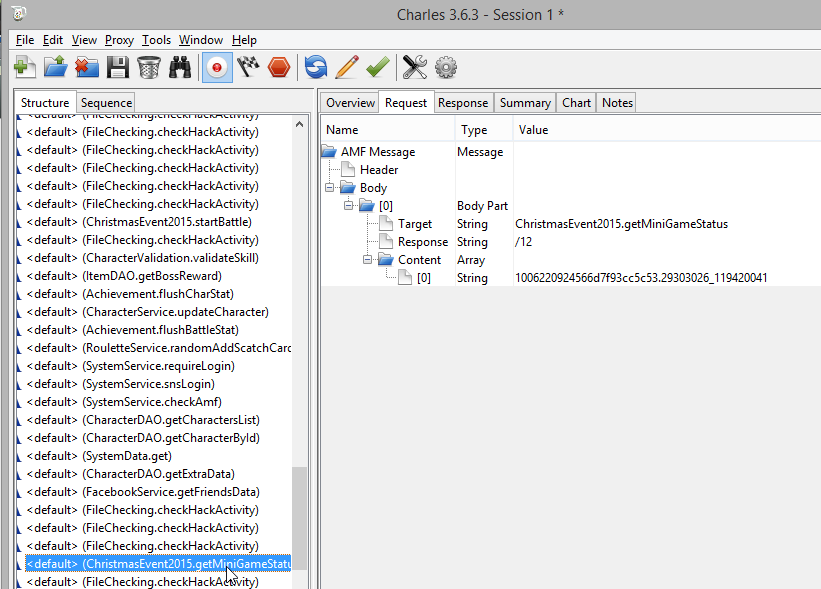 Charles 3.6.3 - Session 1 *
File Edit View Proxy Tools Window Help
Structure Sequence
Overview Request Response Summary Chart Notes
<default> (FileChecking.checkHackActivity)
<default> (FileChecking.checkHackActivity)
<default> (FileChecking.checkHackActivity)
<default> (FileChecking.checkHackActivity)
<default> (FileChecking.checkHackActivity)
<default> (FileChecking.checkHackActivity)
<default> (ChristmasEvent2015.startBattle)
<default> (FileChecking.checkHackActivity)
<default> (CharacterValidation.validateSkill)
<default> (ItemDAO.getBossReward)
<default> (Achievement.flushCharStat)
<default> (CharacterService.updateCharacter)
<default> (Achievement.flushBattleStat)
<default> (RouletteService.randomAddScatchCard
<default> (SystemService.requireLogin)
<default> (SystemService.snsLogin)
<default> (SystemService.checkAmf)
<default> (CharacterDAO.getCharactersList)
<default> (CharacterDAO.getCharacterById)
<default> (SystemData.get)
<default> (CharacterDAO.getExtraData)
<default> (FacebookService.getFriendsData)
<default> (FileChecking.checkHackActivity)
<default> (FileChecking.checkHackActivity)
<default> (FileChecking.checkHackActivity)
<default> (ChristmasEvent2015.getMiniGameStatu
<default> (FileChecking.checkHackActivity)
Name Type Value
AMF Message Message
Header
Body
[0] Body Part
Target String ChristmasEvent2015.getMiniGameStatus
Response String /12
Content Array
[0] String 1006220924566d7f93cc5c53.29303026_119420041